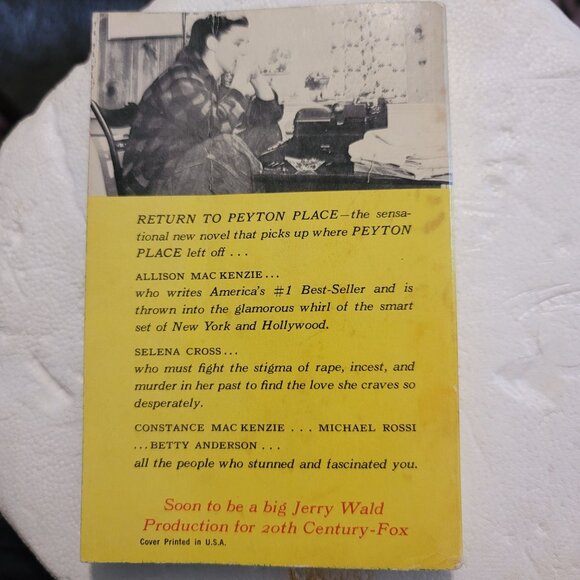 RETURN TO PEYTON PLACE—the sensa-
tional new novel that picks up where PEYTON
PLACE left off . . .
ALLISON MAC KENZIE...
who writes America's #1 Best-Seller and is
thrown into the glamorous whirl of the smart
set of New York and Hollywood.
SELENA CROSS...
who must fight the stigma of rape, incest, and
murder in her past to find the love she craves so
desperately.
CONSTANCE MAC KENZIE . . . MICHAEL ROSSI
...BETTY ANDERSON . . .
all the people who stunned and fascinated you.
Soon to be a big Jerry Wald
Production for 20th Century-Fox
Cover Printed in U.S.A.